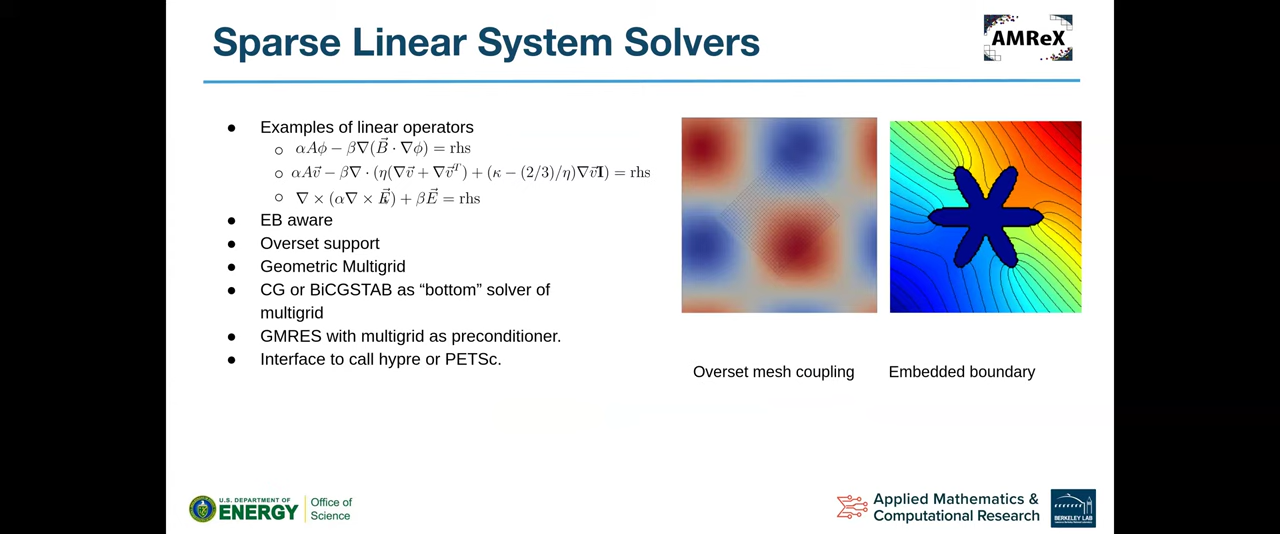 Sparse Linear System Solvers
AMReX
● Examples of linear operators
○ αAϕ − β∇(B⃗ · ∇ϕ) = rhs
○ αAv⃗ − β∇ · (η(∇v⃗ + ∇v⃗ᵀ) + (κ − (2/3)/η)∇v⃗I) = rhs
○ ∇ × (α∇ × E⃗) + βE⃗ = rhs
● EB aware
● Overset support
● Geometric Multigrid
● CG or BiCGSTAB as “bottom” solver of
multigrid
● GMRES with multigrid as preconditioner.
● Interface to call hypre or PETSc.
Overset mesh coupling
Embedded boundary
U.S. DEPARTMENT OF
ENERGY
Office of
Science
Applied Mathematics &
Computational Research
BERKELEY LAB